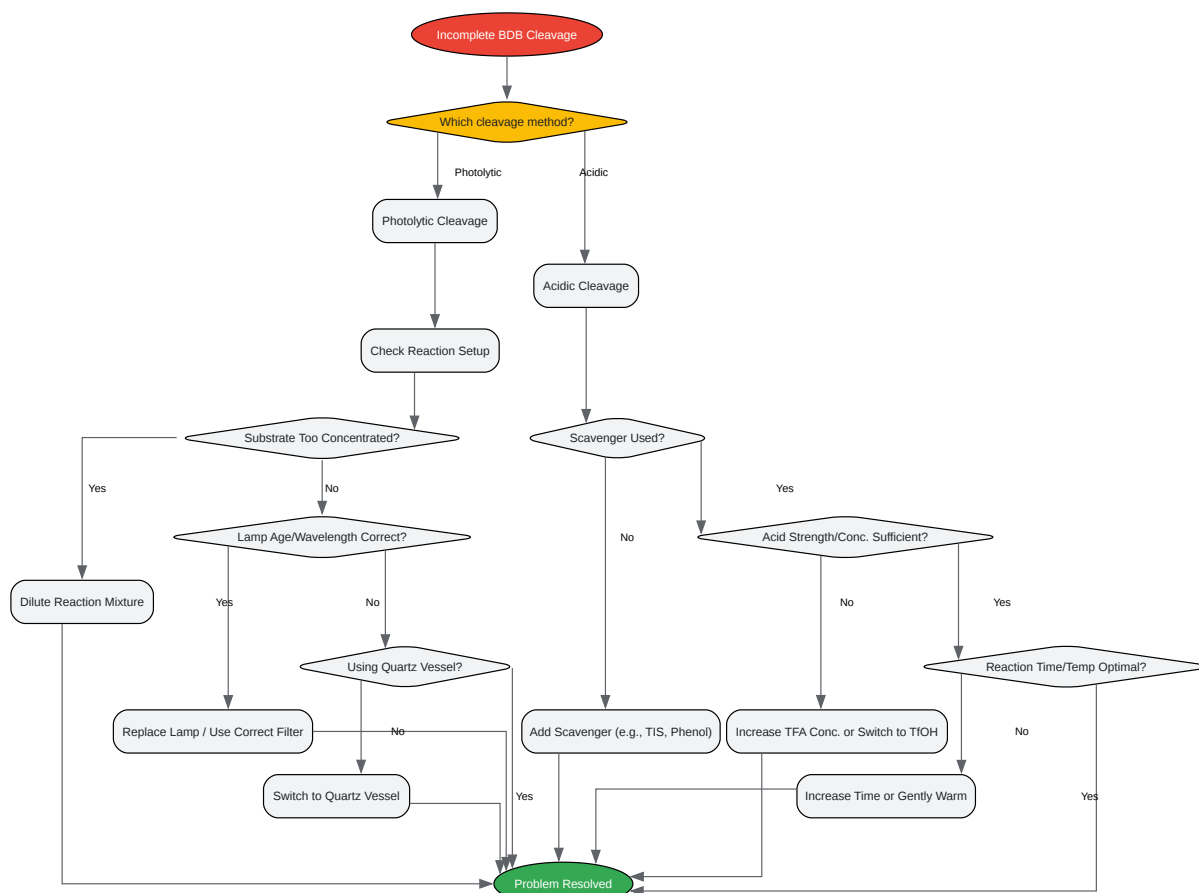 Incomplete BDB Cleavage
Which cleavage method?
Photolytic
Acidic
Photolytic Cleavage
Acidic Cleavage
Check Reaction Setup
Substrate Too Concentrated?
Scavenger Used?
Yes
No
Yes
Lamp Age/Wavelength Correct?
No
Acid Strength/Conc. Sufficient?
Dilute Reaction Mixture
Yes
No
No
Yes
Using Quartz Vessel?
Reaction Time/Temp Optimal?
Replace Lamp / Use Correct Filter
No
Add Scavenger (e.g., TIS, Phenol)
Increase TFA Conc. or Switch to TfOH
No
Switch to Quartz Vessel
Yes
Increase Time or Gently Warm
Yes
Problem Resolved